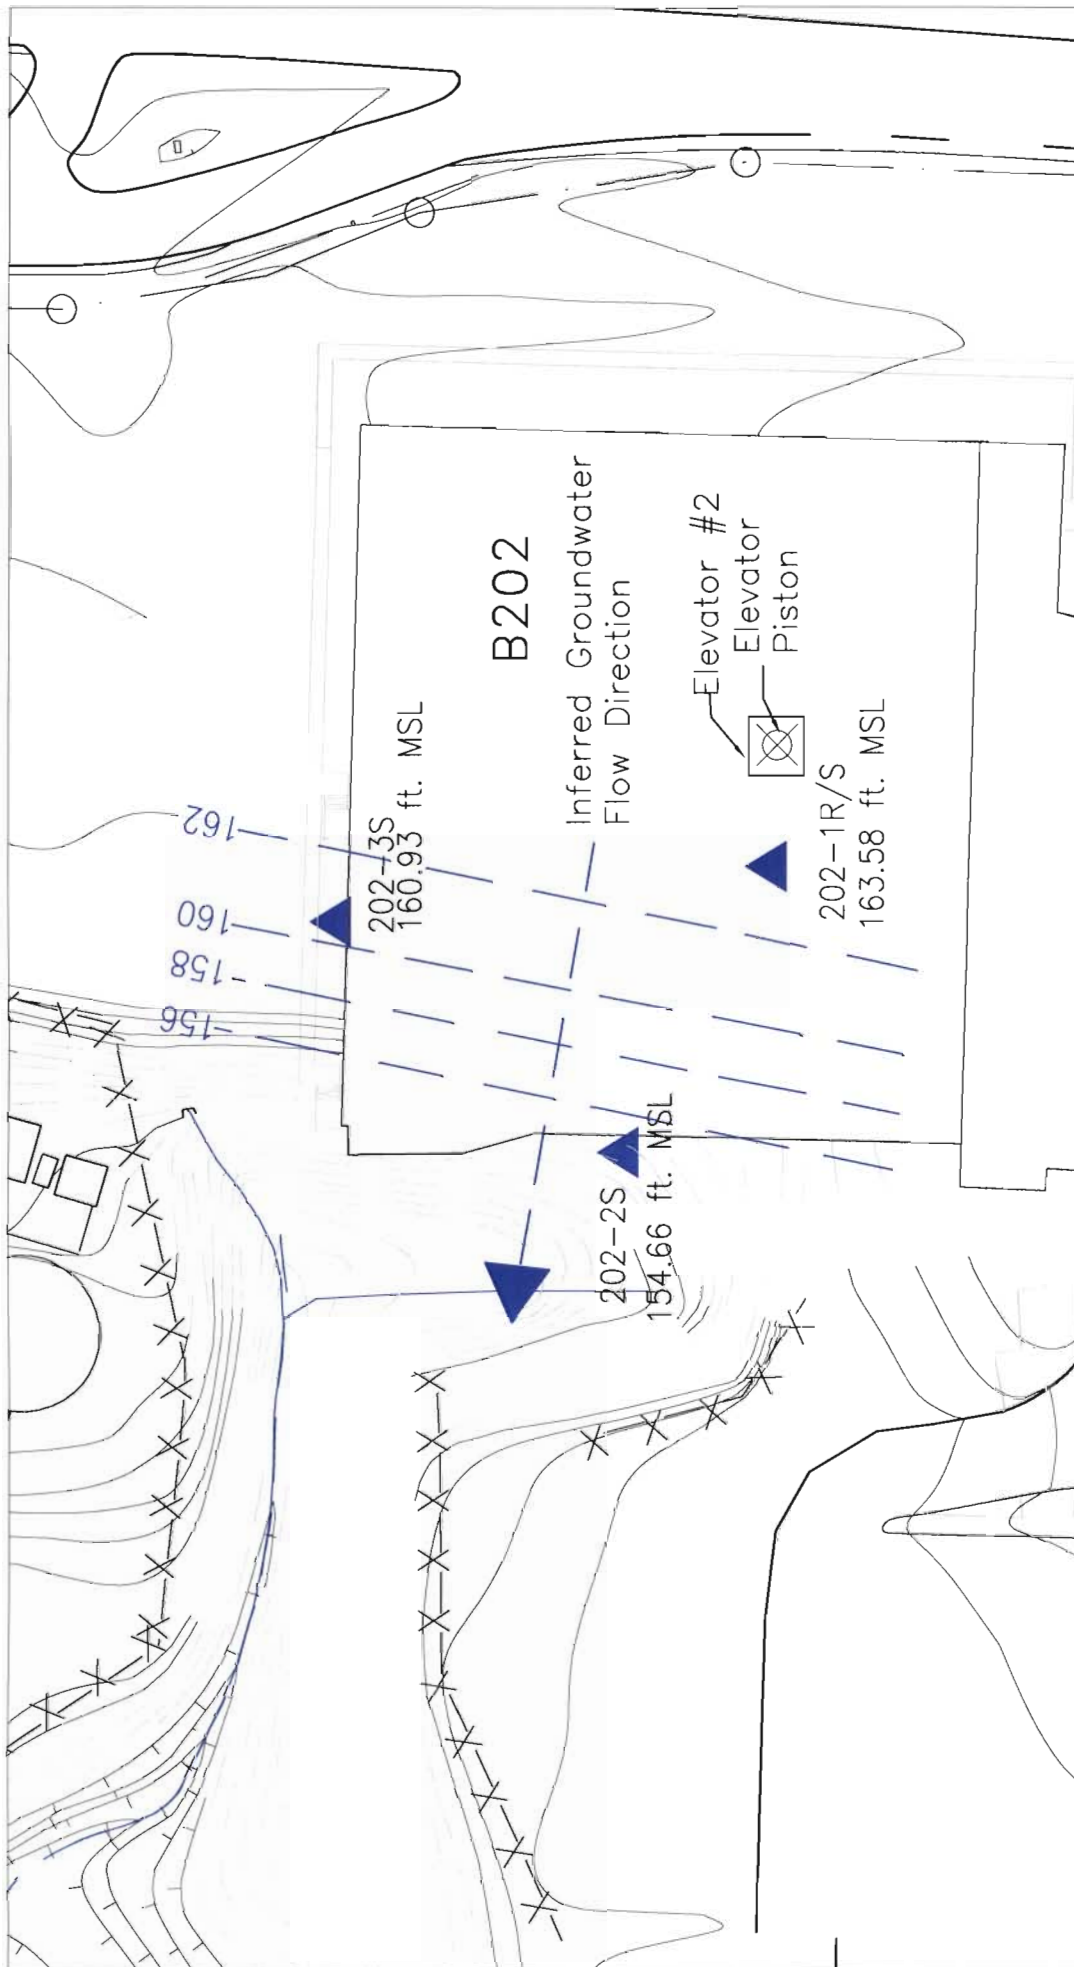 B202
Inferred Groundwater
Flow Direction
Elevator #2
Elevator
Piston
202-3S
160.93 ft. MSL
202-1R/S
163.58 ft. MSL
202-2S
154.66 ft. MSL
162
160
158
156